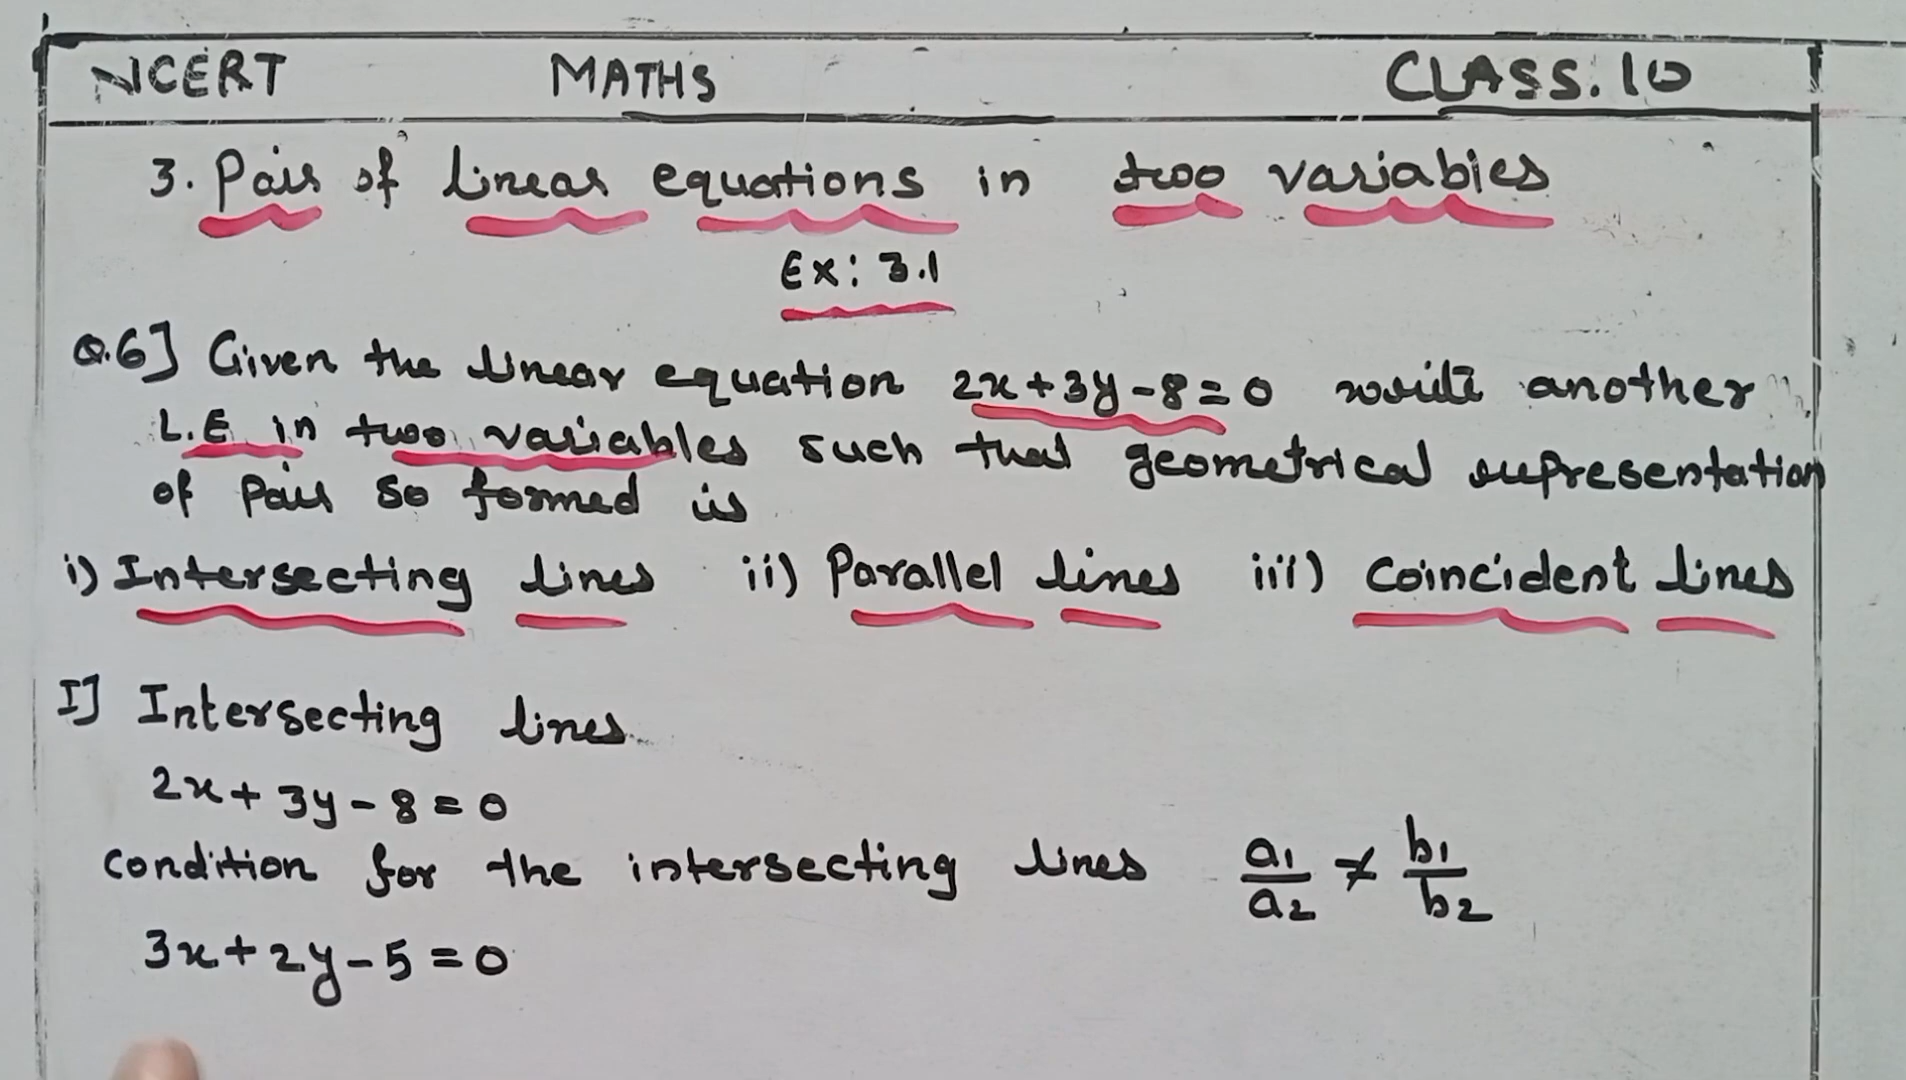 NCERT MATHS CLASS. 10
3. Pair of linear equations in two variables
Ex: 3.1
Q.6] Given the linear equation 2x+3y-8=0 write another
L.E in two variables such that geometrical representation
of pair so formed is
i) Intersecting lines ii) Parallel lines iii) coincident lines
I] Intersecting lines
2x+3y-8=0
condition for the intersecting lines a1/a2 ≠ b1/b2
3x+2y-5=0